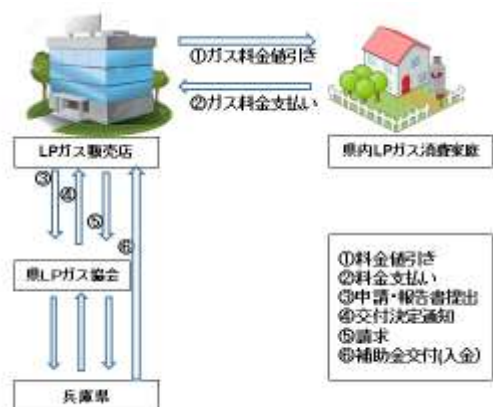 ①ガス料金値引き
②ガス料金支払い
LPガス販売店
県内LPガス消費家庭
③
④
⑤
⑥
県LPガス協会
兵庫県
①料金値引き
②料金支払い
③申請・報告書提出
④交付決定通知
⑤請求
⑥補助金交付(入金)